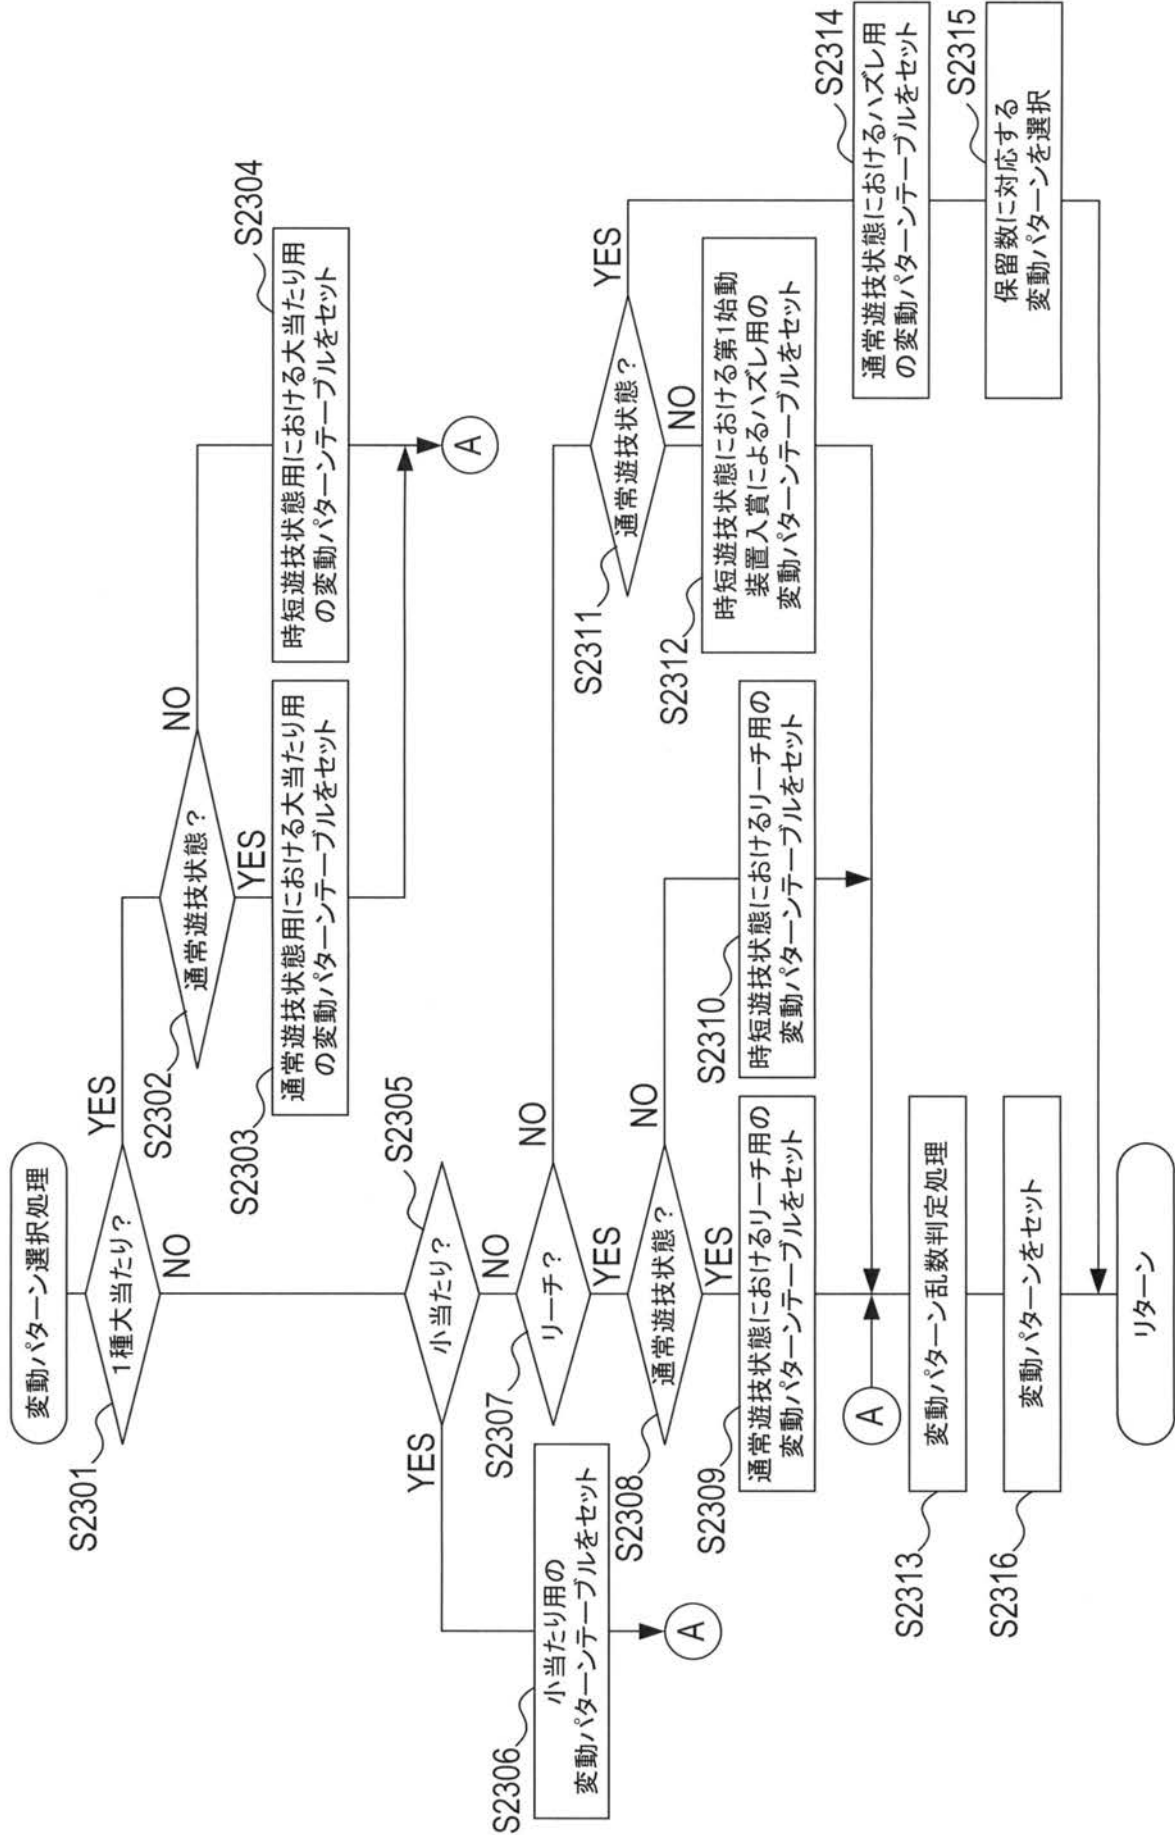 変動パターン選択処理
S2301
1種大当たり？
YES
NO
S2302
通常遊技状態？
NO
YES
S2303
通常遊技状態用における大当たり用
の変動パターンテーブルをセット
S2304
時短遊技状態用における大当たり用
の変動パターンテーブルをセット
A
S2305
小当たり？
YES
NO
S2306
小当たり用の
変動パターンテーブルをセット
A
S2307
リーチ？
NO
YES
S2308
通常遊技状態？
NO
YES
S2309
通常遊技状態におけるリーチ用の
変動パターンテーブルをセット
S2310
時短遊技状態におけるリーチ用の
変動パターンテーブルをセット
S2311
通常遊技状態？
YES
NO
S2312
時短遊技状態における第1始動
装置入賞によるハズレ用の
変動パターンテーブルをセット
S2314
通常遊技状態におけるハズレ用
の変動パターンテーブルをセット
S2315
保留数に対応する
変動パターンを選択
A
S2313
変動パターン乱数判定処理
S2316
変動パターンをセット
リターン